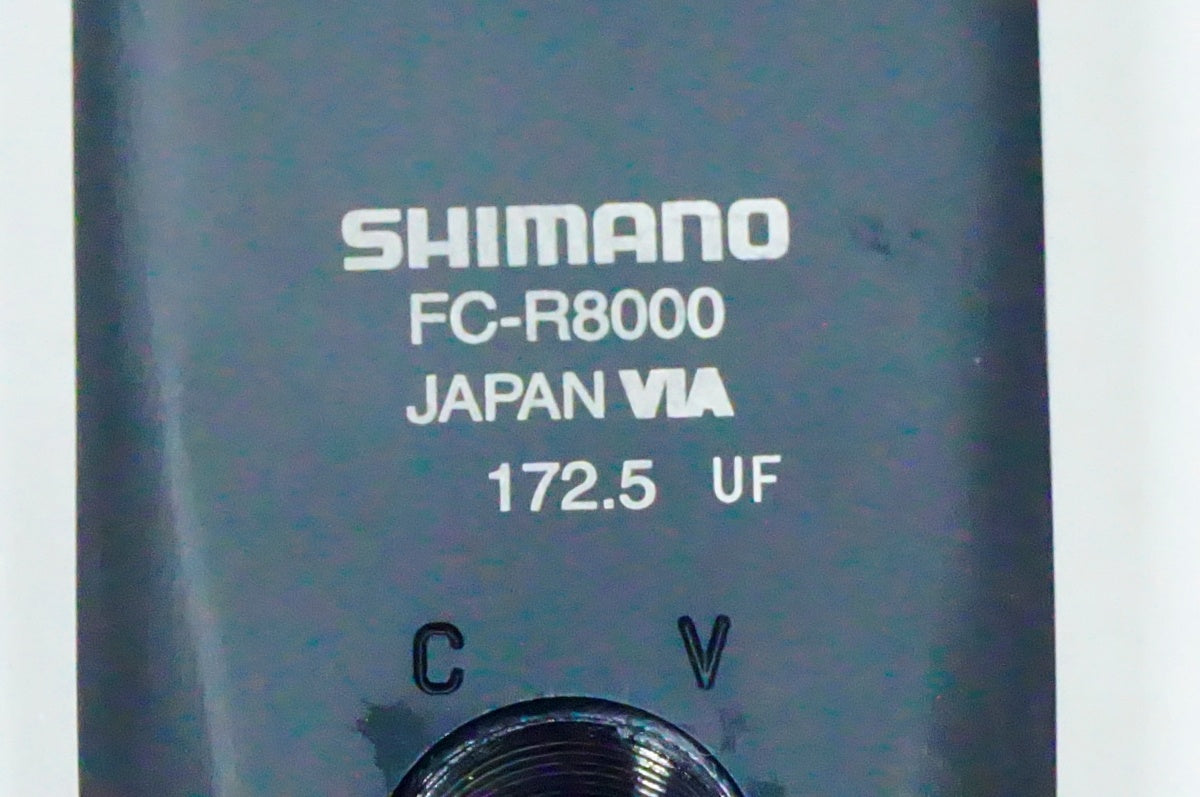 SHIMANO
FC-R8000
JAPAN VIA
172.5 UF
C V